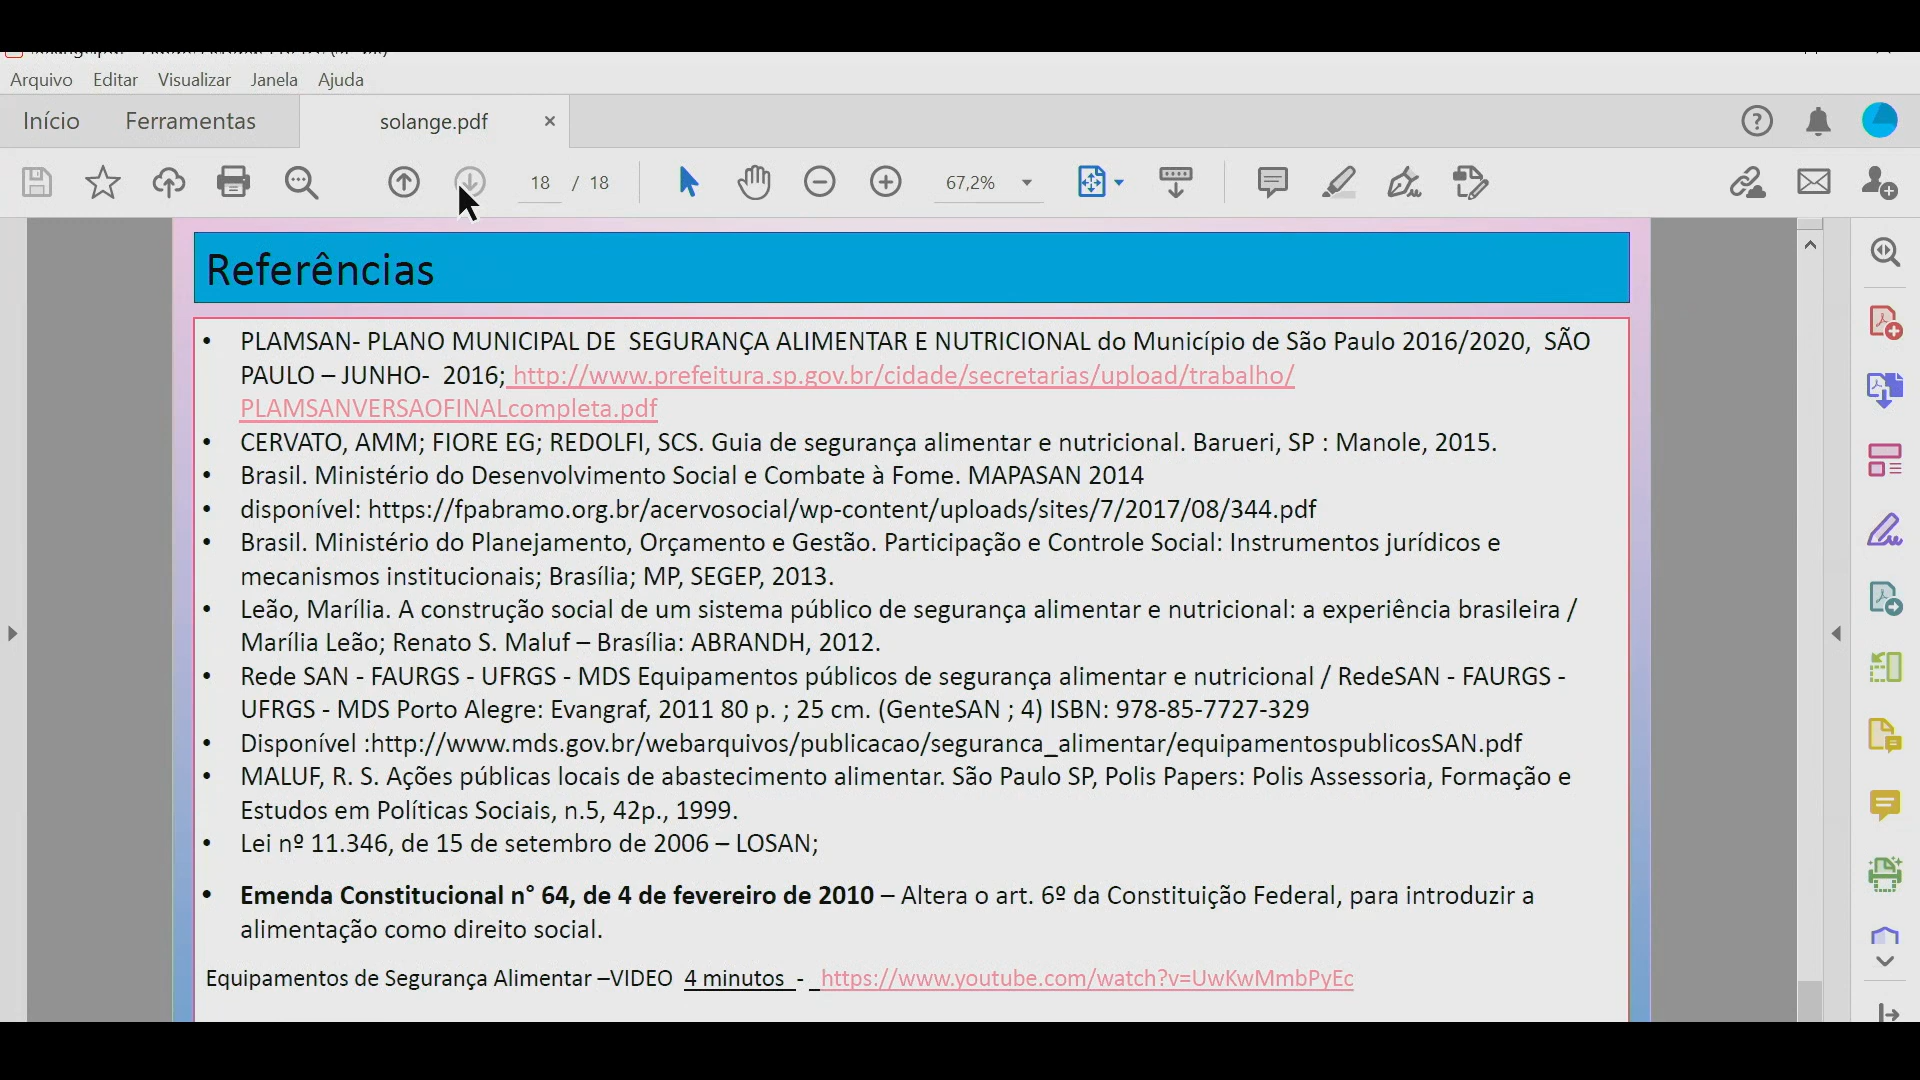 Arquivo Editar Visualizar Janela Ajuda
Início Ferramentas solange.pdf ×
18 / 18 67,2%
Referências
• PLAMSAN- PLANO MUNICIPAL DE SEGURANÇA ALIMENTAR E NUTRICIONAL do Município de São Paulo 2016/2020, SÃO
PAULO – JUNHO- 2016; http://www.prefeitura.sp.gov.br/cidade/secretarias/upload/trabalho/
PLAMSANVERSAOFINALcompleta.pdf
• CERVATO, AMM; FIORE EG; REDOLFI, SCS. Guia de segurança alimentar e nutricional. Barueri, SP : Manole, 2015.
• Brasil. Ministério do Desenvolvimento Social e Combate à Fome. MAPASAN 2014
• disponível: https://fpabramo.org.br/acervosocial/wp-content/uploads/sites/7/2017/08/344.pdf
• Brasil. Ministério do Planejamento, Orçamento e Gestão. Participação e Controle Social: Instrumentos jurídicos e
mecanismos institucionais; Brasília; MP, SEGEP, 2013.
• Leão, Marília. A construção social de um sistema público de segurança alimentar e nutricional: a experiência brasileira /
Marília Leão; Renato S. Maluf – Brasília: ABRANDH, 2012.
• Rede SAN - FAURGS - UFRGS - MDS Equipamentos públicos de segurança alimentar e nutricional / RedeSAN - FAURGS -
UFRGS - MDS Porto Alegre: Evangraf, 2011 80 p. ; 25 cm. (GenteSAN ; 4) ISBN: 978-85-7727-329
• Disponível :http://www.mds.gov.br/webarquivos/publicacao/seguranca_alimentar/equipamentospublicosSAN.pdf
• MALUF, R. S. Ações públicas locais de abastecimento alimentar. São Paulo SP, Polis Papers: Polis Assessoria, Formação e
Estudos em Políticas Sociais, n.5, 42p., 1999.
• Lei nº 11.346, de 15 de setembro de 2006 – LOSAN;
• Emenda Constitucional n° 64, de 4 de fevereiro de 2010 – Altera o art. 6º da Constituição Federal, para introduzir a
alimentação como direito social.
Equipamentos de Segurança Alimentar –VIDEO 4 minutos - https://www.youtube.com/watch?v=UwKwMmbPyEc